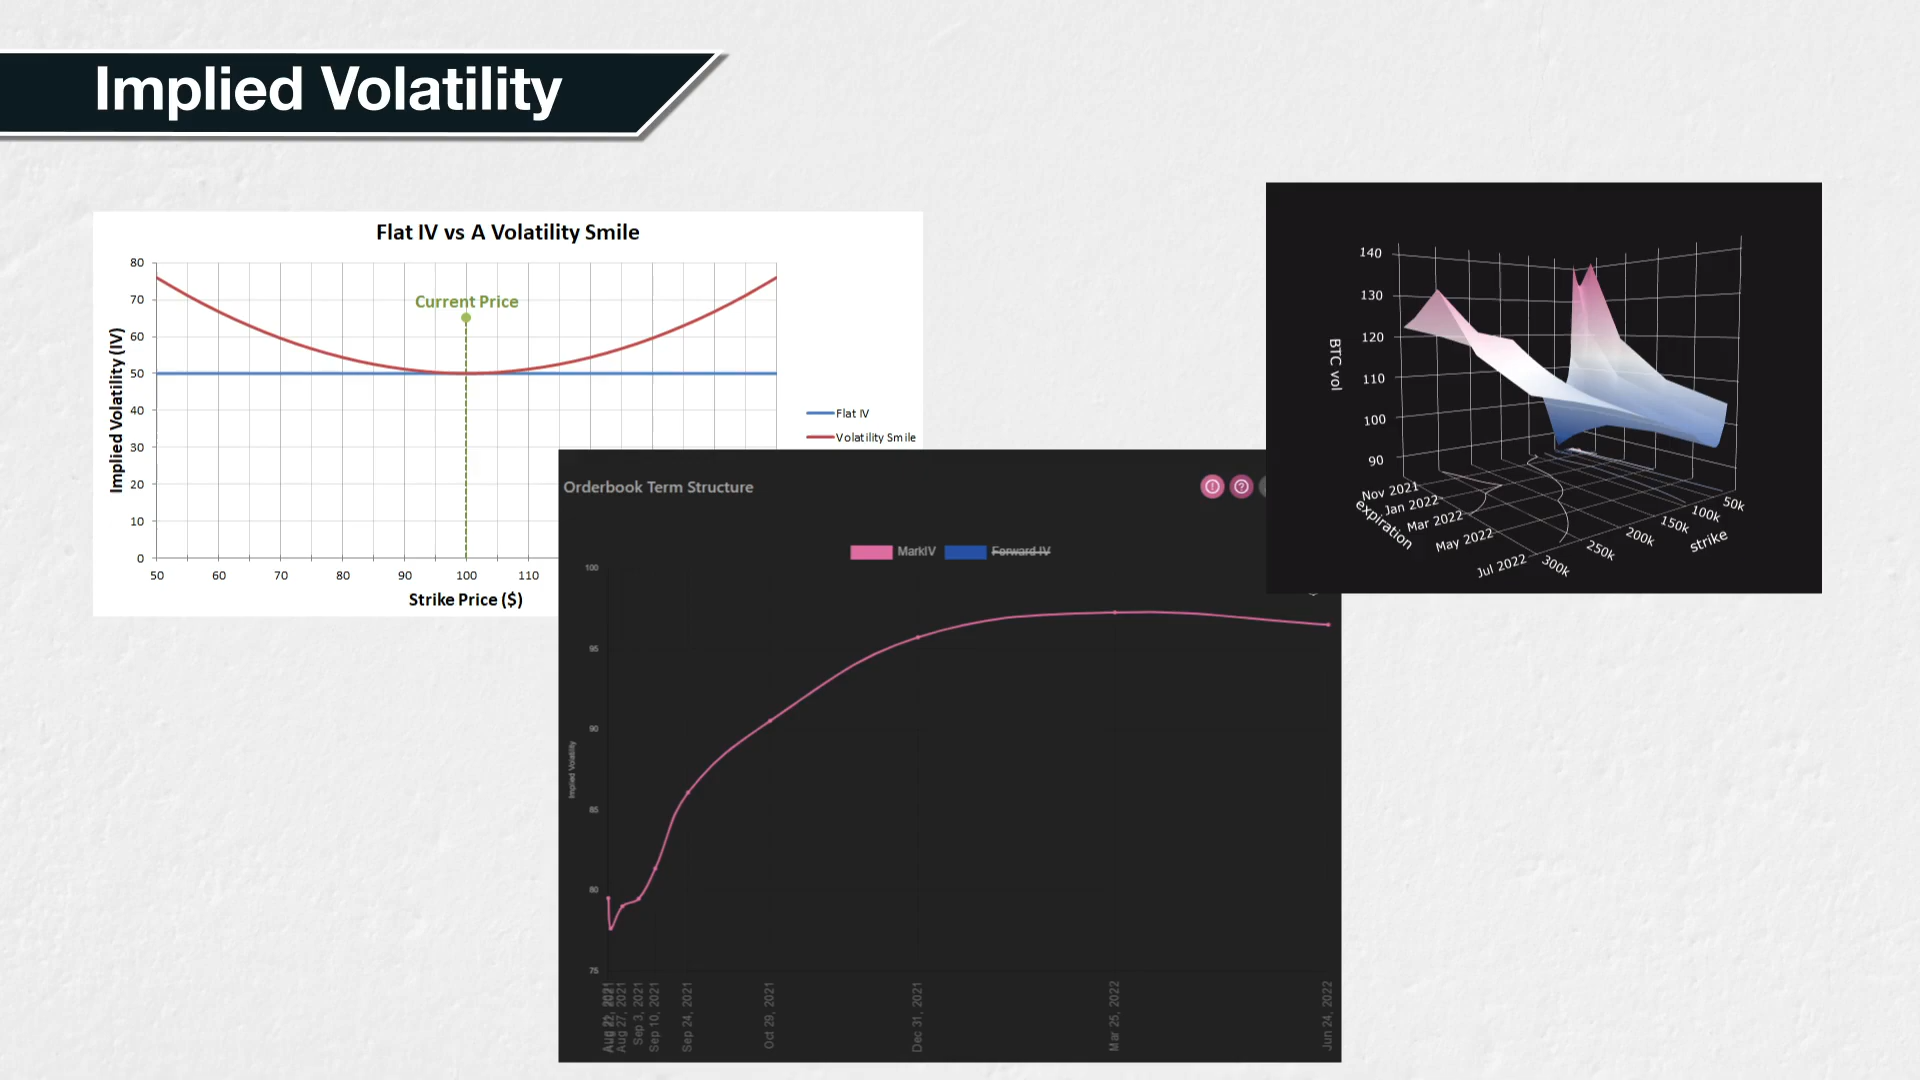 Implied Volatility
Flat IV vs A Volatility Smile
80
70
60
50
40
30
20
10
0
Implied Volatility (IV)
Current Price
Flat IV
Volatility Smile
50 60 70 80 90 100 110
Strike Price ($)
Orderbook Term Structure
MarkIV Forward IV
100
95
90
85
80
75
Implied Volatility
Aug 27, 2021
Sep 3, 2021
Sep 10, 2021
Sep 24, 2021
Oct 29, 2021
Dec 31, 2021
Mar 25, 2022
Jun 24, 2022
140
130
120
110
100
90
BTC vol
Nov 2021
Jan 2022
Mar 2022
May 2022
Jul 2022
expiration
50k
100k
150k
200k
250k
300k
strike